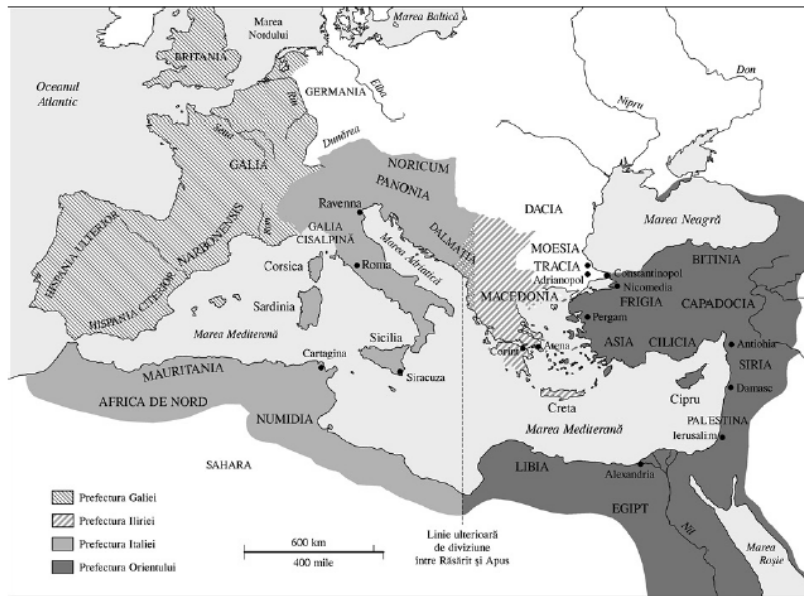 Marea
Nordului
Marea Baltică
BRITANIA
Oceanul
Atlantic
GERMANIA
Elba
Rin
Sena
Don
Nipru
Dunărea
GALIA
NORICUM
PANONIA
Ravenna
DACIA
Marea Neagră
HISPANIA ULTERIOR
NARBONENSIS
Ron
GALIA
CISALPINĂ
DALMAȚIA
Marea Adriatică
MOESIA
BITINIA
TRACIA
Corsica
Roma
Adrianopol
Constantinopol
Nicomedia
HISPANIA CITERIOR
MACEDONIA
FRIGIA
CAPADOCIA
Sardinia
Pergam
Marea Mediterană
Sicilia
ASIA
CILICIA
Antiohia
Corint
Atena
SIRIA
Cartagina
MAURITANIA
Siracuza
Cipru
Damasc
AFRICA DE NORD
Creta
NUMIDIA
Marea Mediterană
PALESTINA
Ierusalim
SAHARA
LIBIA
Alexandria
EGIPT
Nil
Marea
Roșie
Prefectura Galiei
Prefectura Iliriei
Prefectura Italiei
Prefectura Orientului
600 km
400 mile
Linie ulterioară
de diviziune
între Răsărit și Apus